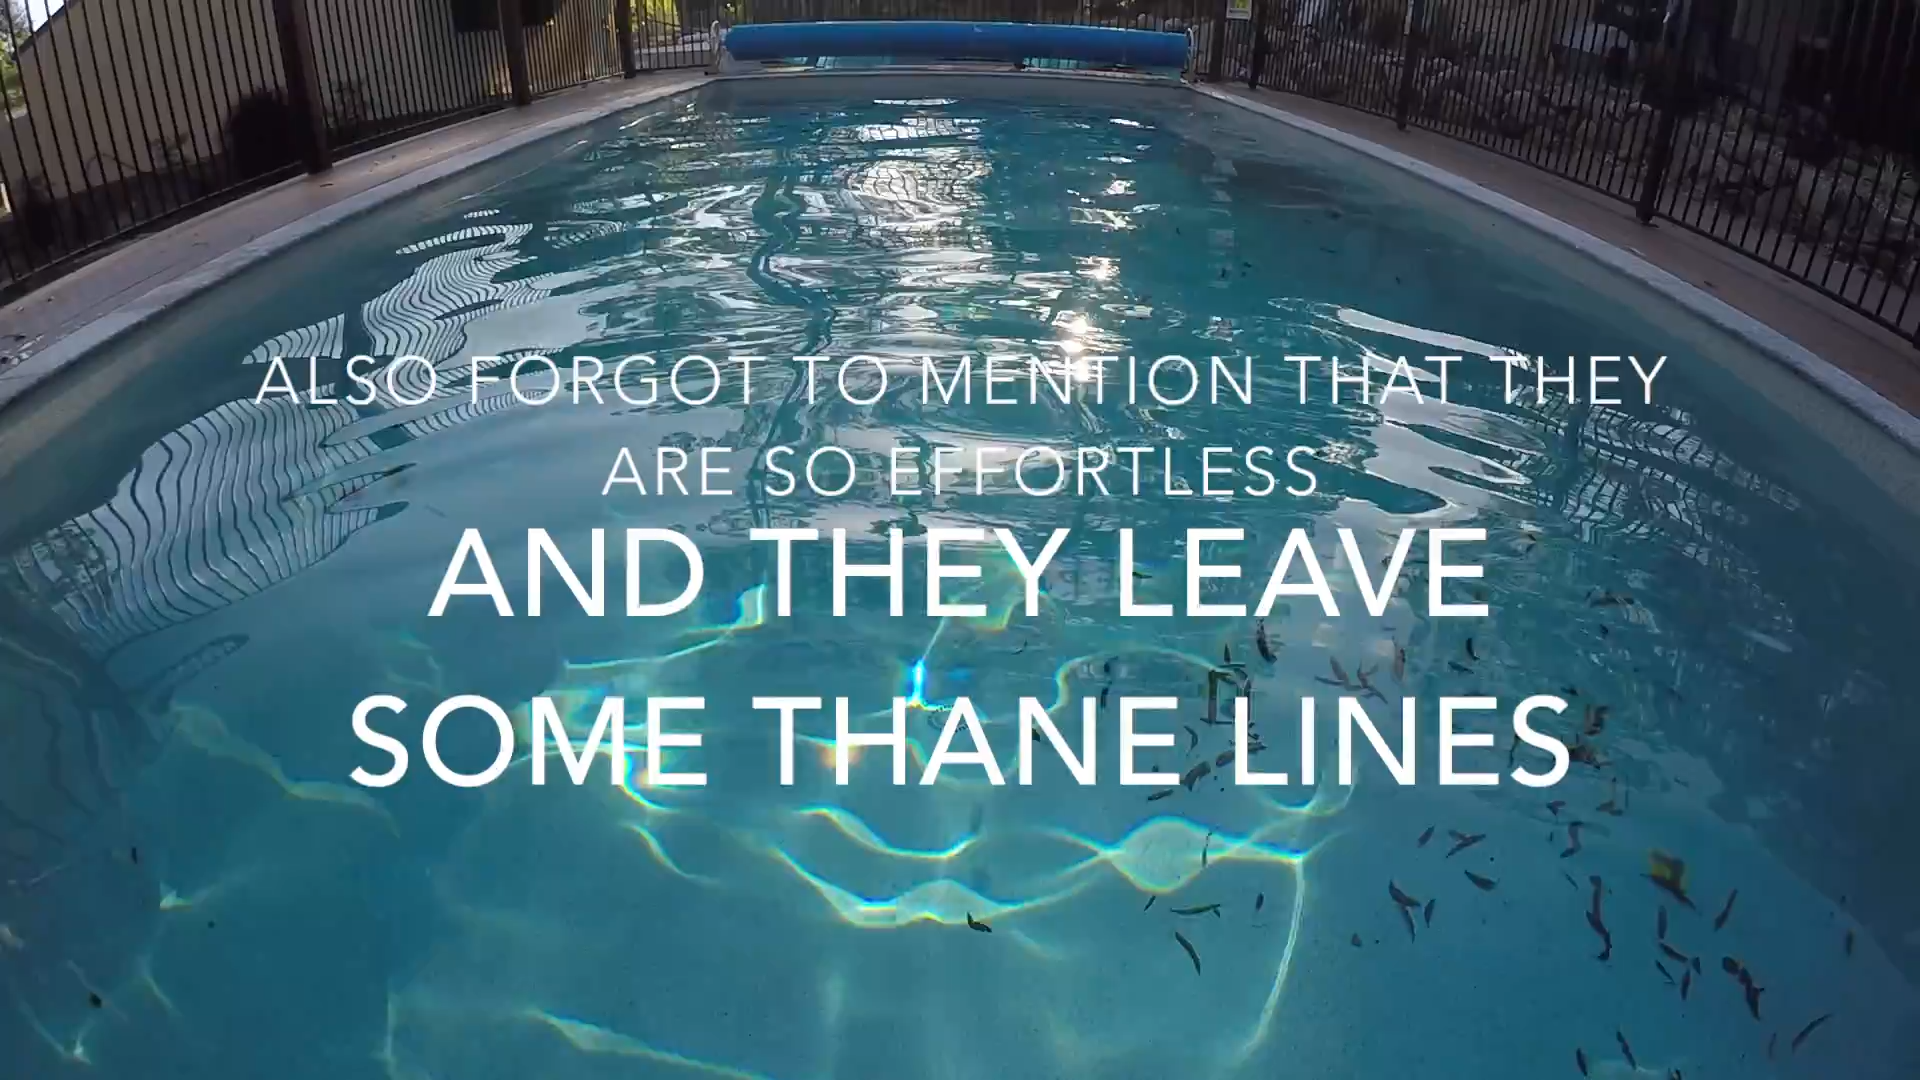 ALSO FORGOT TO MENTION THAT THEY
ARE SO EFFORTLESS
AND THEY LEAVE
SOME THANE LINES